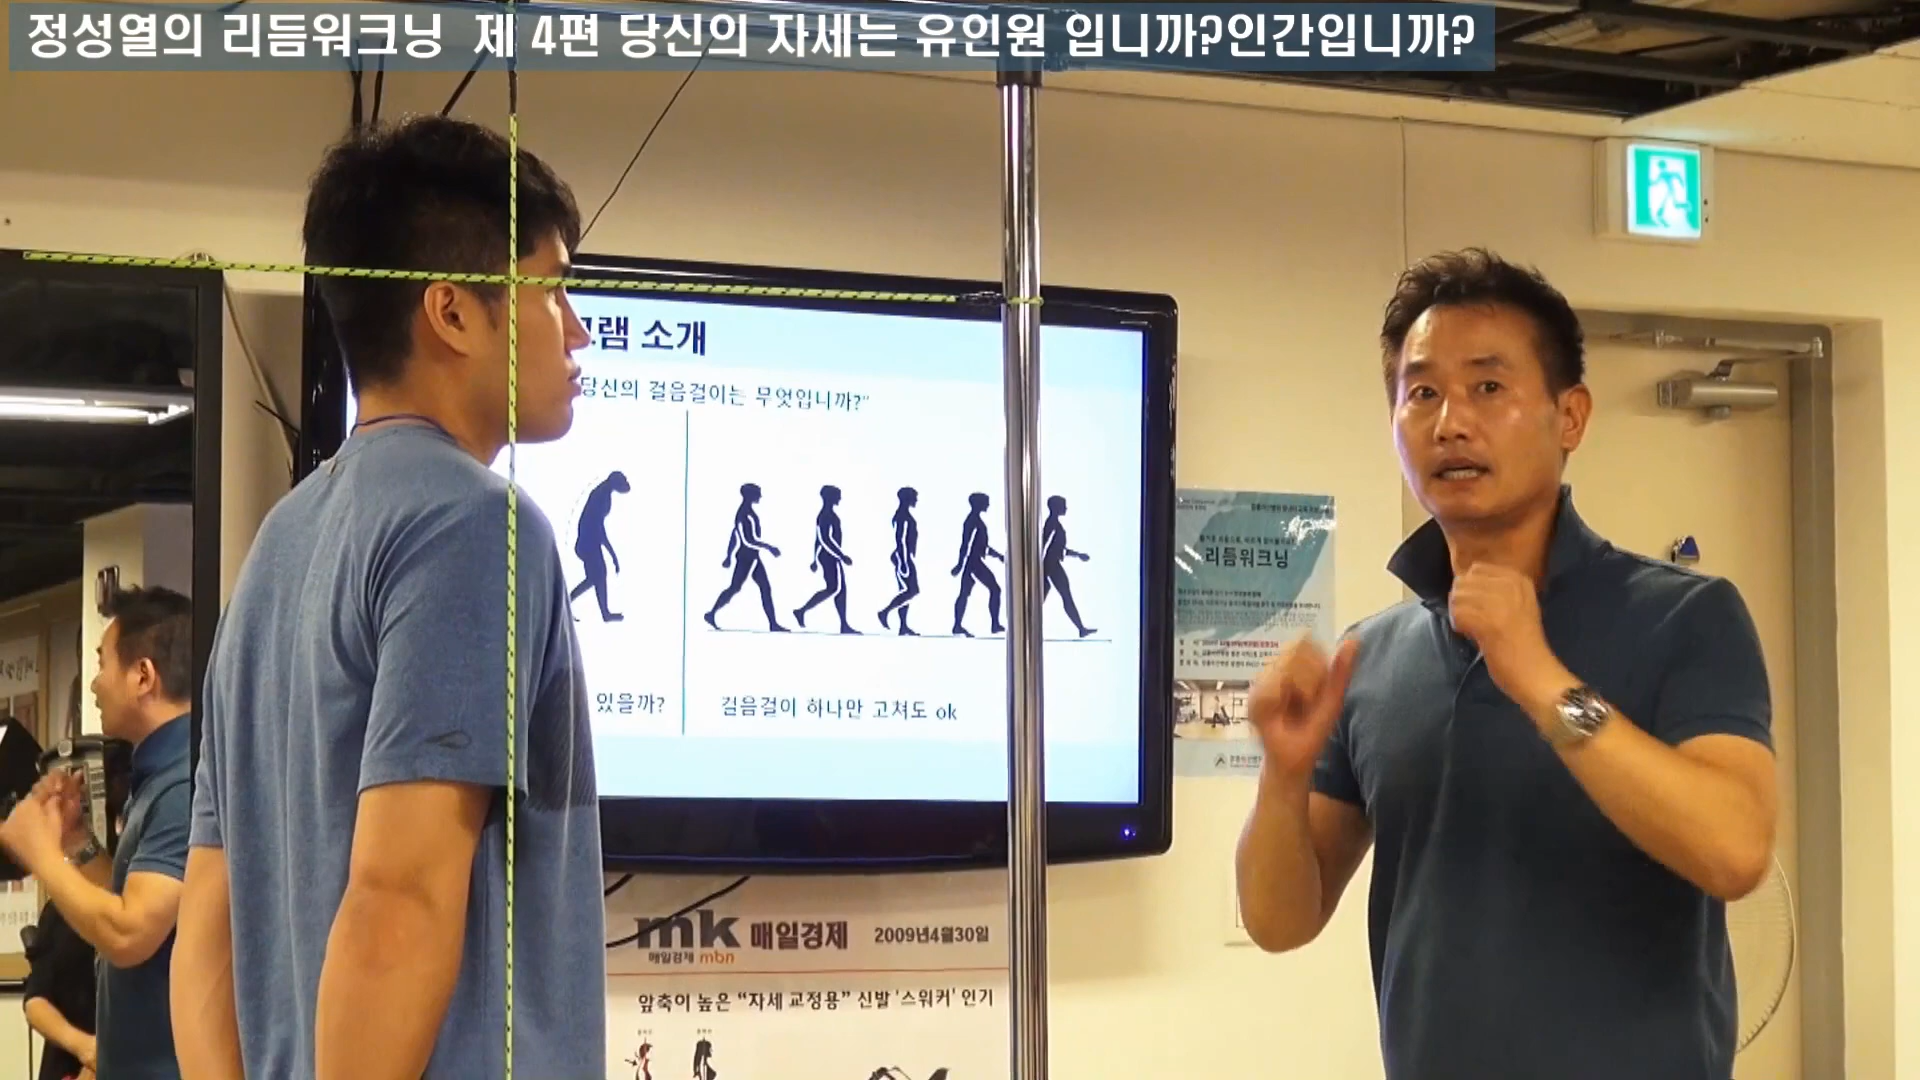 정성열의 리듬워크닝 제 4편 당신의 자세는 유인원 입니까?인간입니까?
그램 소개
당신의 걸음걸이는 무엇입니까?"
있을까?
걸음걸이 하나만 고쳐도 ok
리듬워크닝
mk 매일경제 2009년4월30일
매일경제 mbn
앞축이 높은 “자세 교정용” 신발 '스워커' 인기